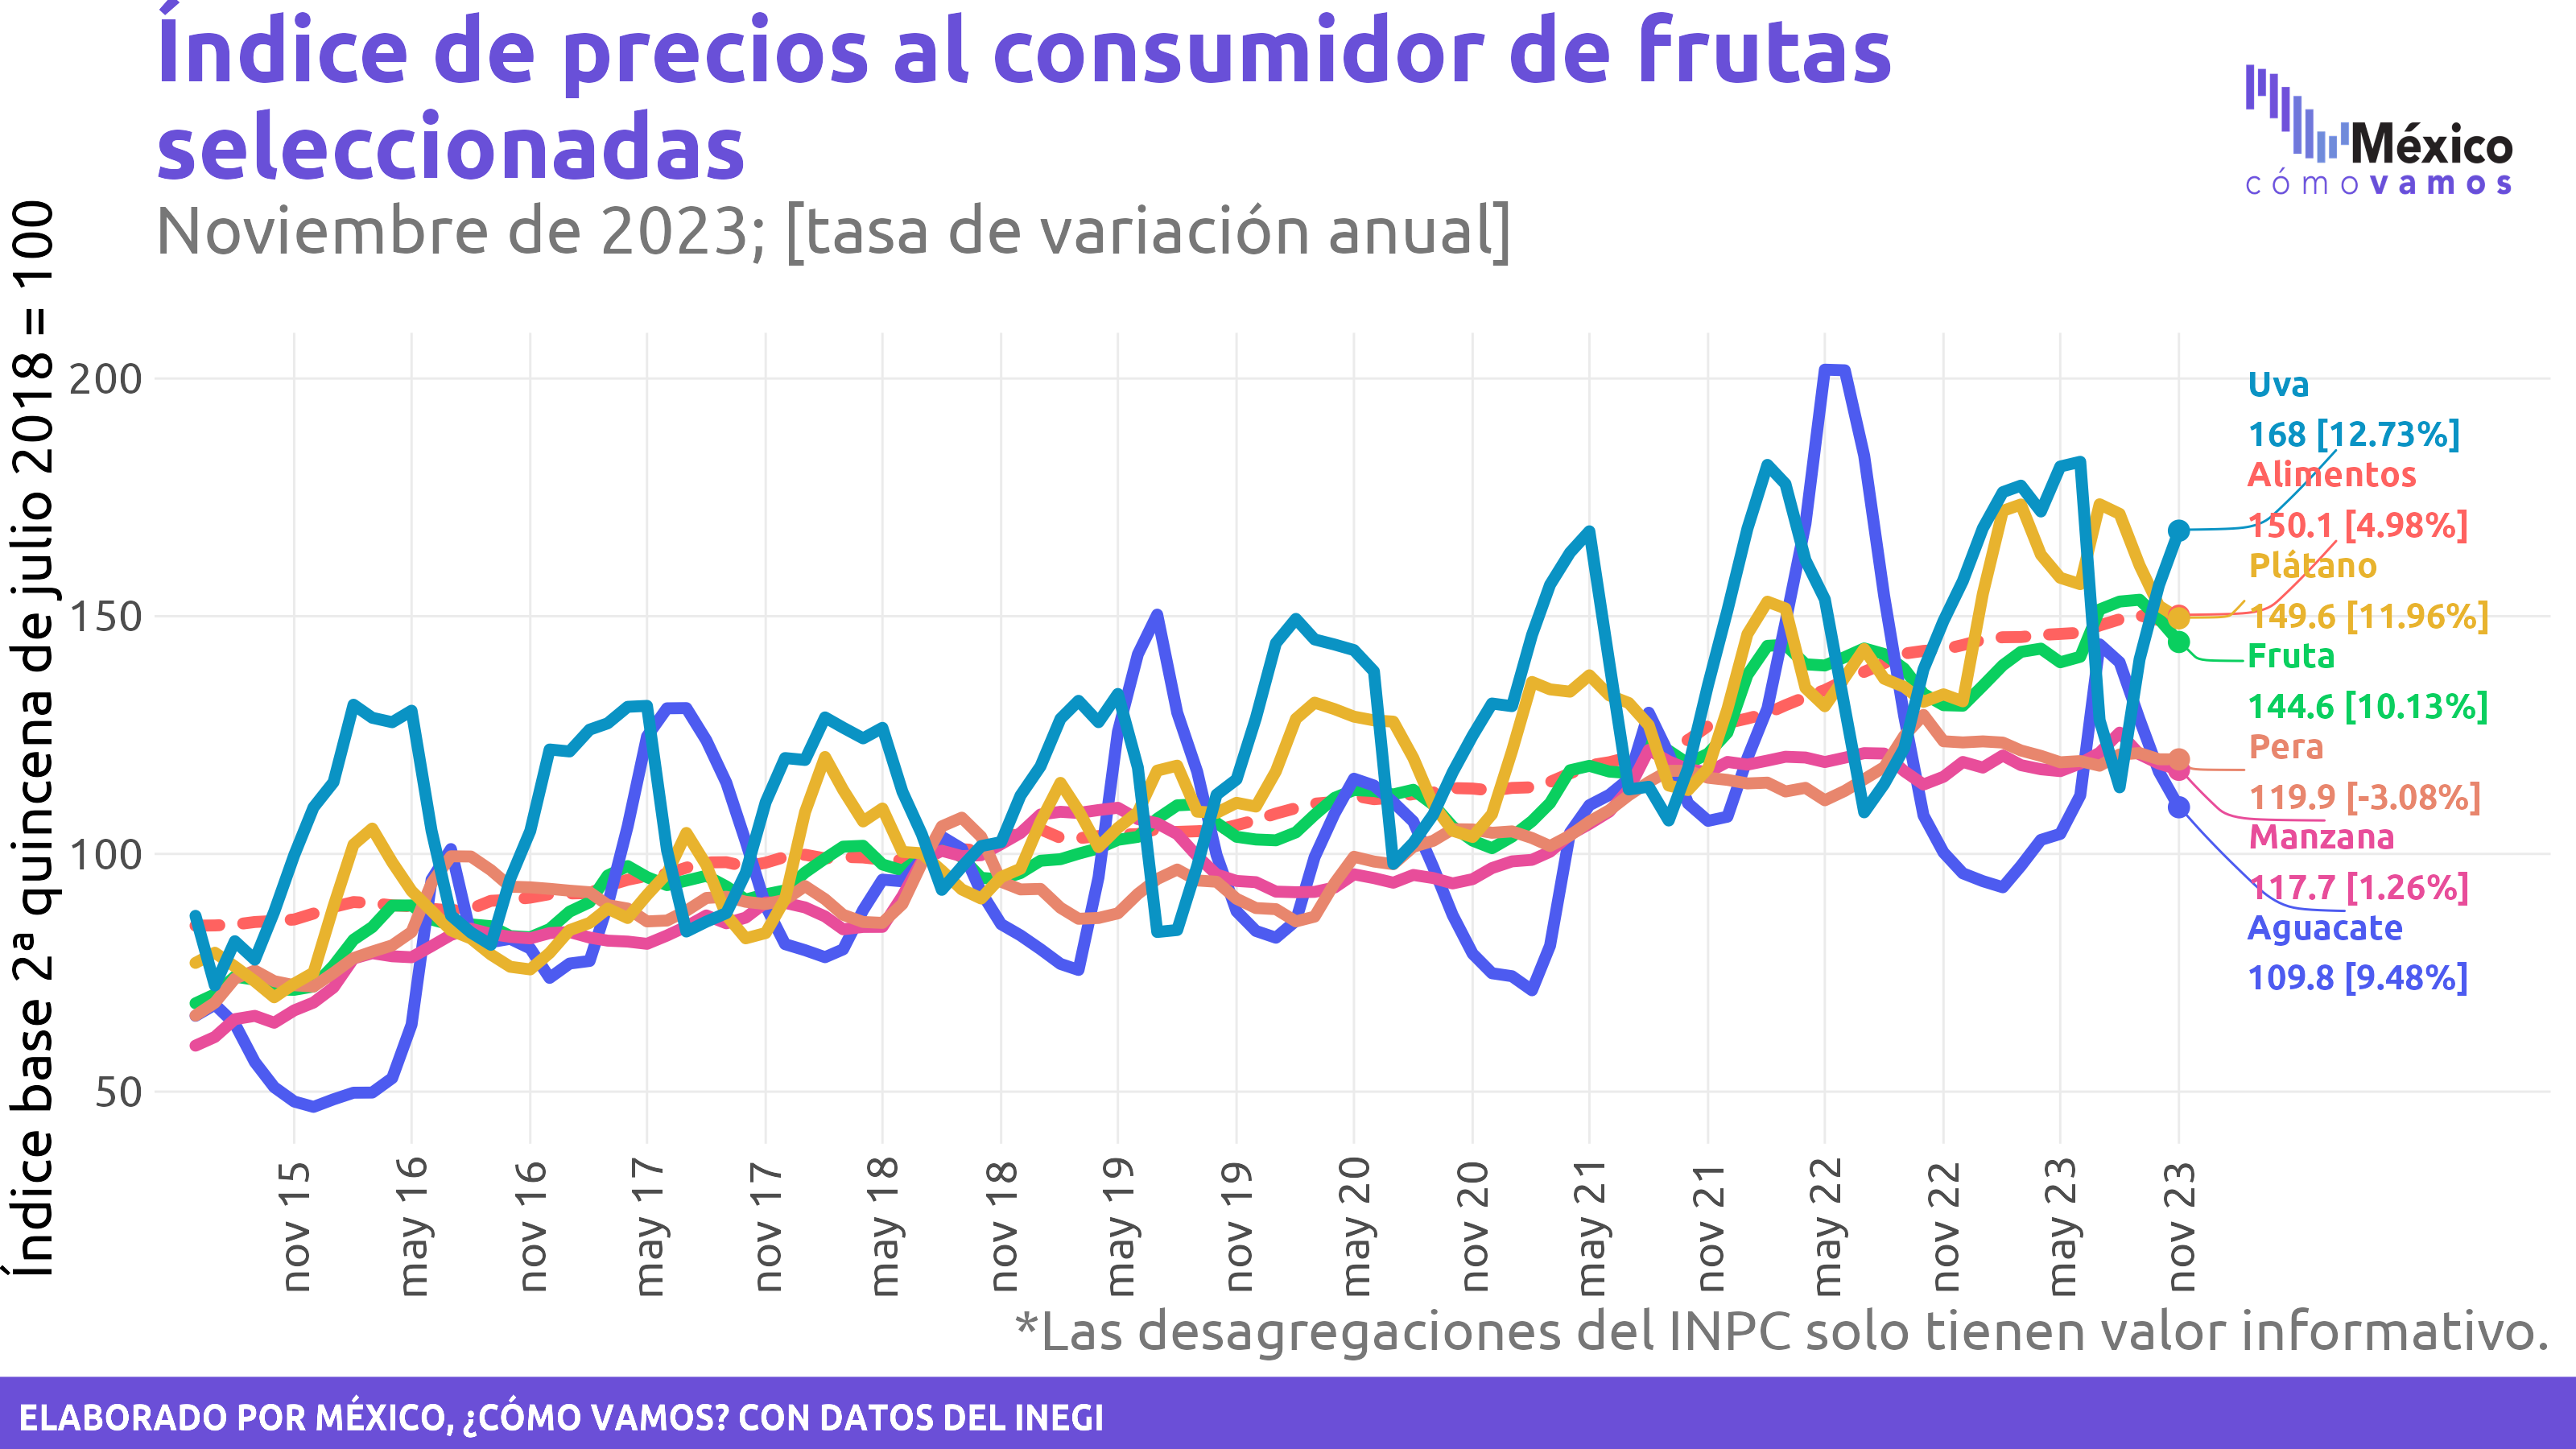 Índice de precios al consumidor de frutas
seleccionadas
Noviembre de 2023; [tasa de variación anual]
México
cómo vamos
Índice base 2ª quincena de julio 2018 = 100
200
150
100
50
Uva
168 [12.73%]
Alimentos
150.1 [4.98%]
Plátano
149.6 [11.96%]
Fruta
144.6 [10.13%]
Pera
119.9 [-3.08%]
Manzana
117.7 [1.26%]
Aguacate
109.8 [9.48%]
nov 15
may 16
nov 16
may 17
nov 17
may 18
nov 18
may 19
nov 19
may 20
nov 20
may 21
nov 21
may 22
nov 22
may 23
nov 23
*Las desagregaciones del INPC solo tienen valor informativo.
ELABORADO POR MÉXICO, ¿CÓMO VAMOS? CON DATOS DEL INEGI